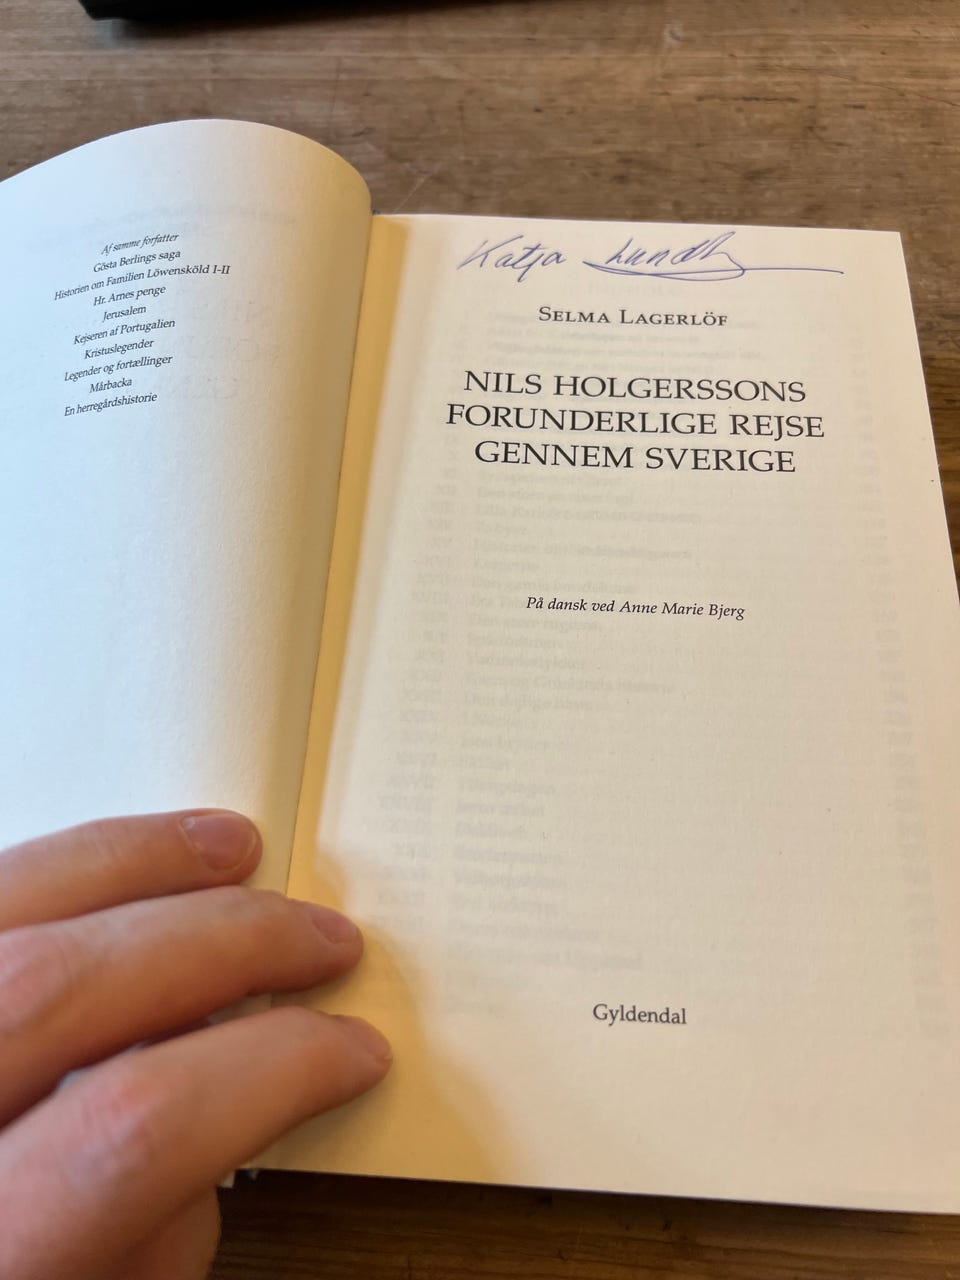 Af samme forfatter
Gösta Berlings saga
Historien om Familien Löwensköld I-II
Hr. Arnes penge
Jerusalem
Kejseren af Portugalien
Kristuslegender
Legender og fortællinger
Mårbacka
En herregårdshistorie
Katja Lundh
SELMA LAGERLÖF
NILS HOLGERSSONS
FORUNDERLIGE REJSE
GENNEM SVERIGE
På dansk ved Anne Marie Bjerg
Gyldendal